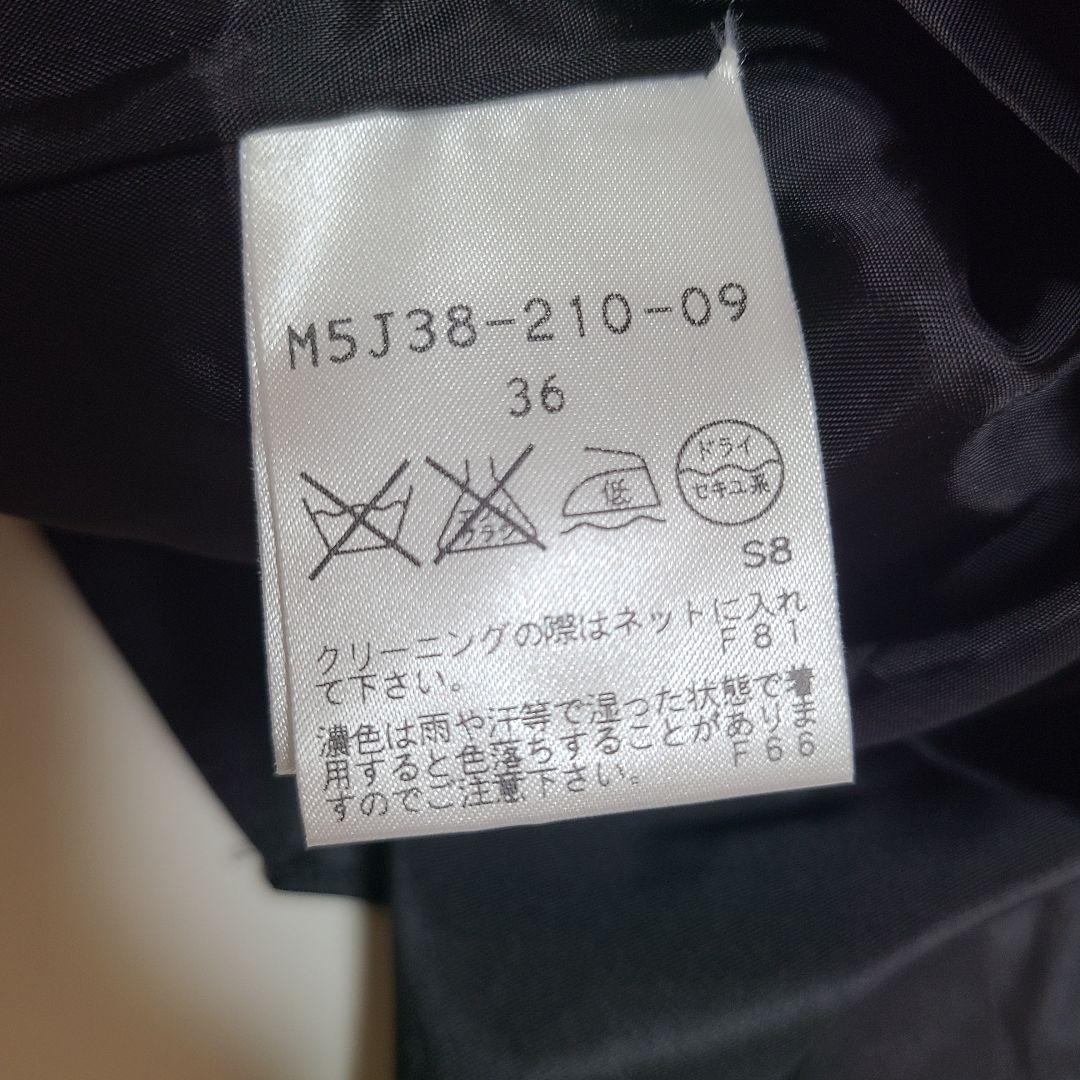 M5J38-210-09
36
低
ドライ
セキユ系
S8
クリーニングの際はネットに入れ
て下さい。 F81
濃色は雨や汗等で湿った状態で着
用すると色落ちすることがありま
すのでご注意下さい。 F66